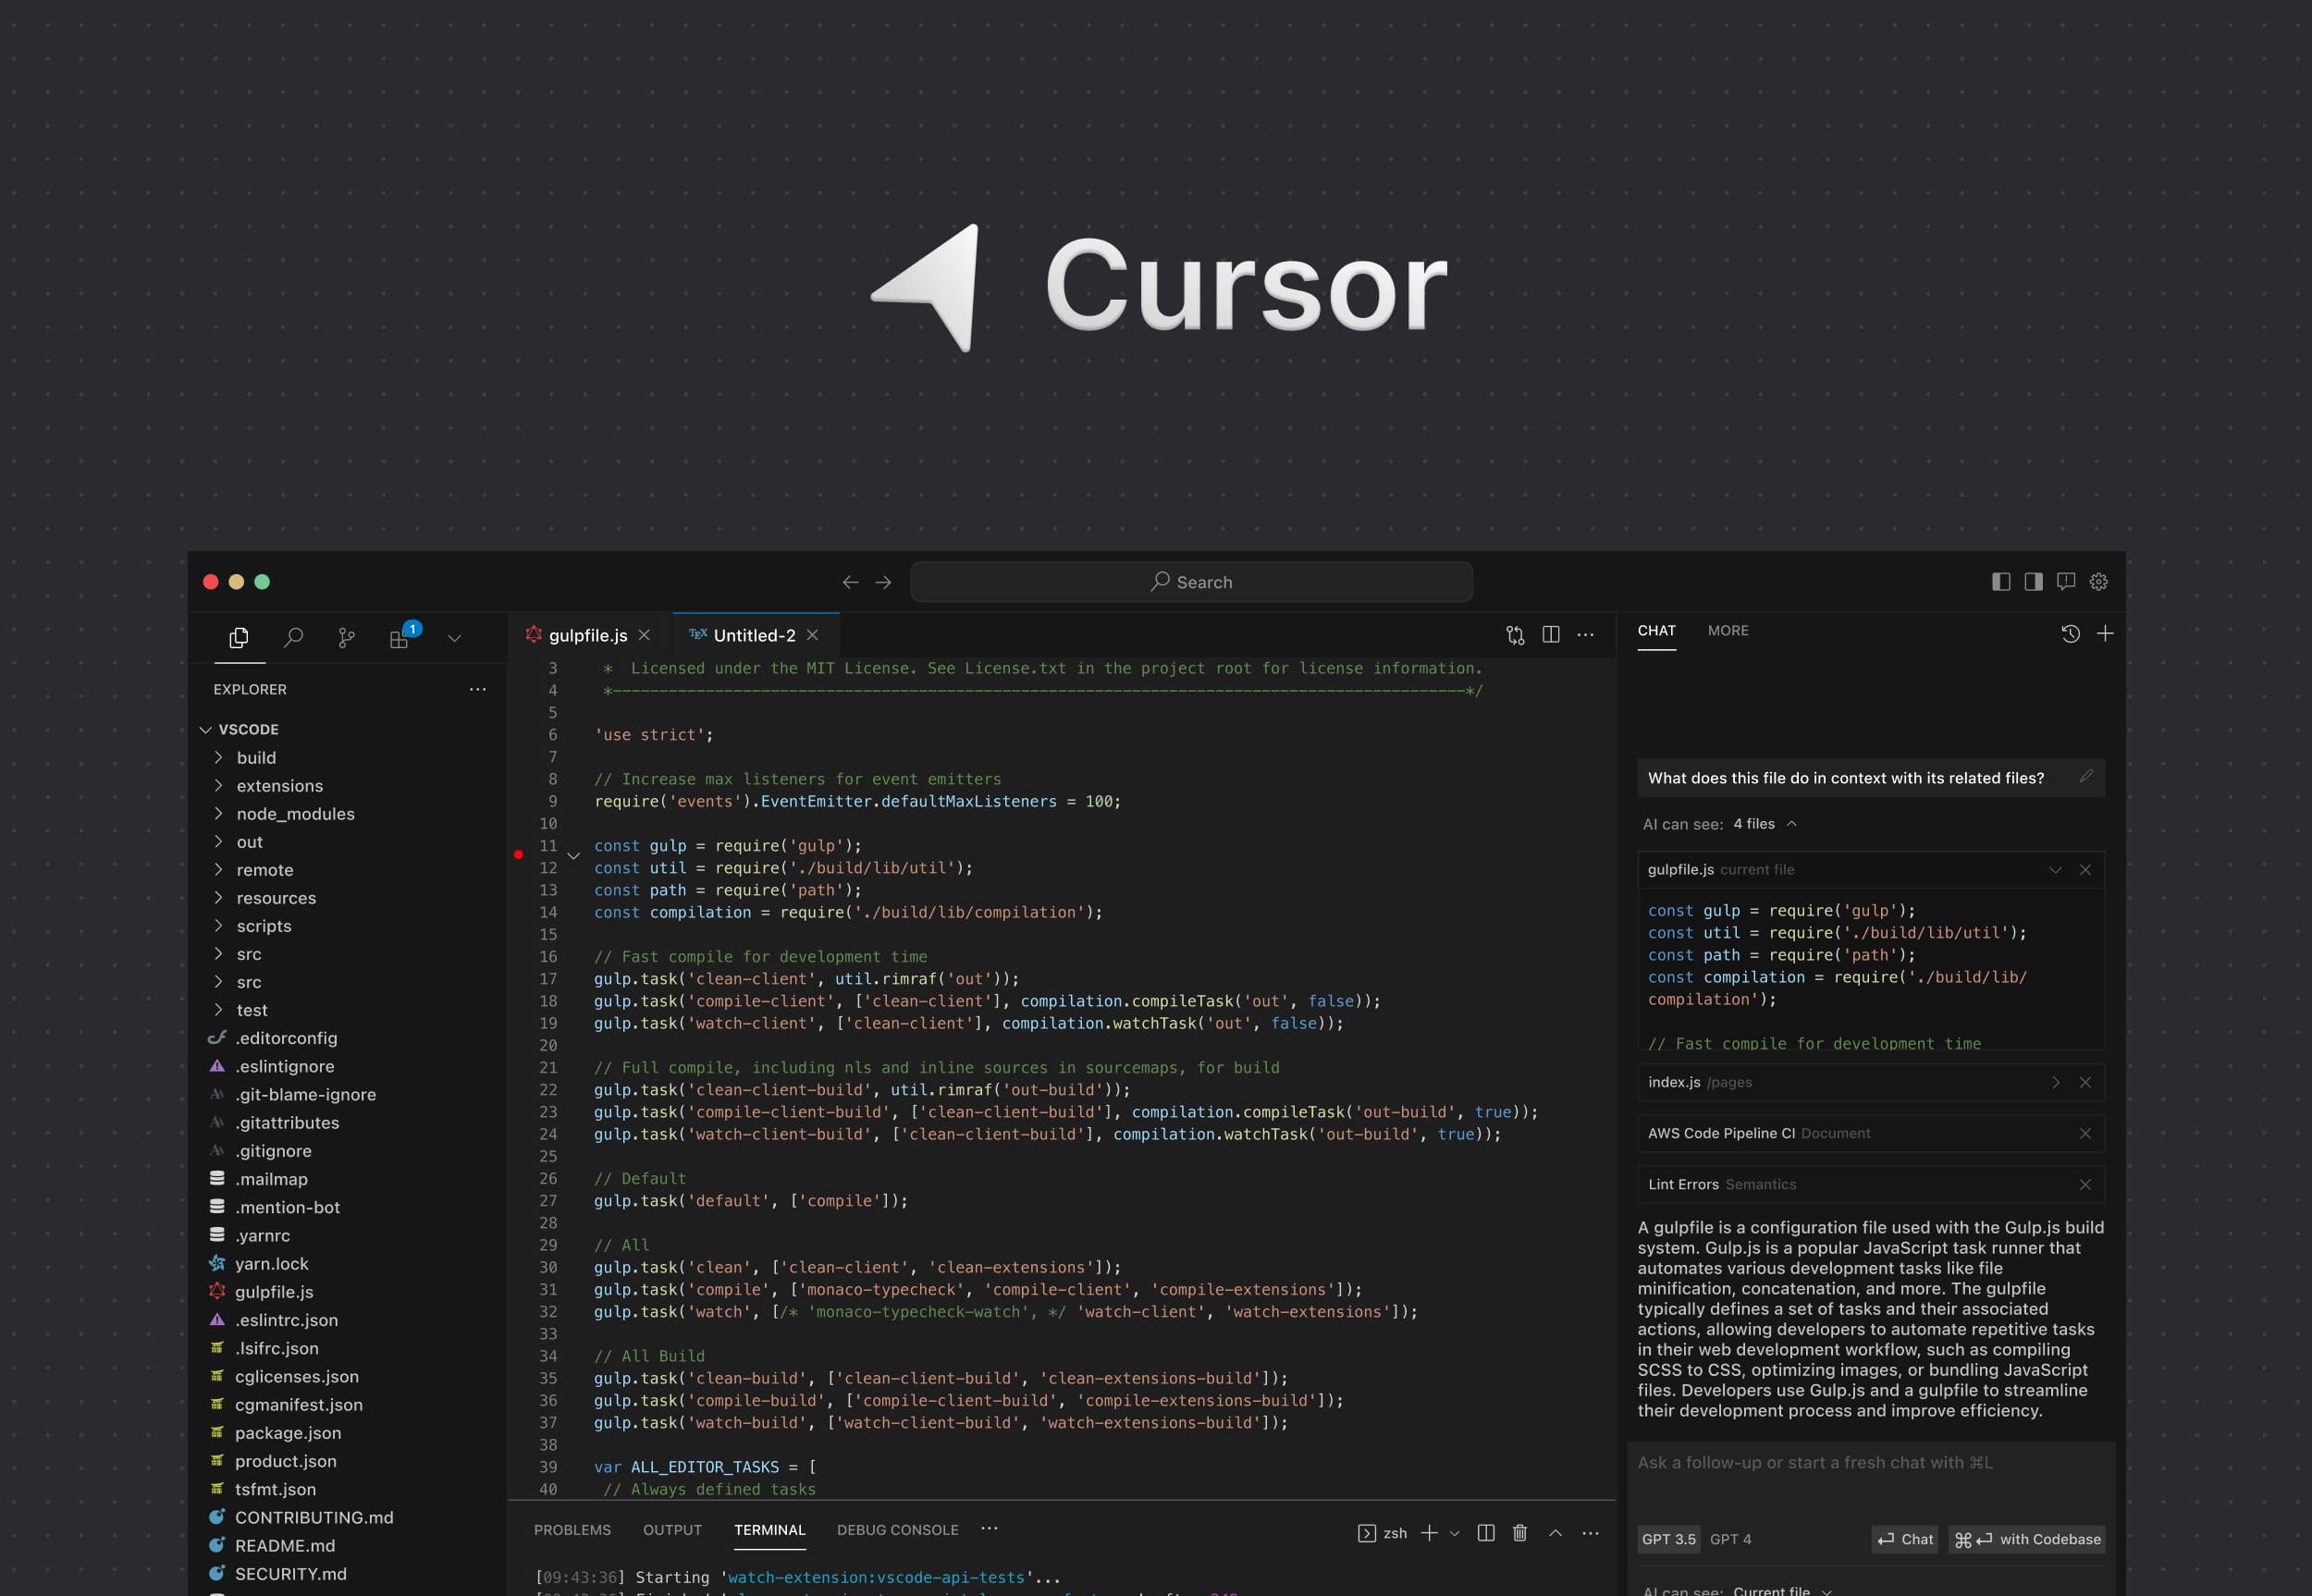 Cursor
Search
1
gulpfile.js
TEX Untitled-2
CHAT
MORE
EXPLORER
VSCODE
build
extensions
node_modules
out
remote
resources
scripts
src
src
test
.editorconfig
.eslintignore
.git-blame-ignore
.gitattributes
.gitignore
.mailmap
.mention-bot
.yarnrc
yarn.lock
gulpfile.js
.eslintrc.json
.lsifrc.json
cglicenses.json
cgmanifest.json
package.json
product.json
tsfmt.json
CONTRIBUTING.md
README.md
SECURITY.md
3 * Licensed under the MIT License. See License.txt in the project root for license information.
4 *---------------------------------------------------------------------------------------------*/
5
6 'use strict';
7
8 // Increase max listeners for event emitters
9 require('events').EventEmitter.defaultMaxListeners = 100;
10
11 const gulp = require('gulp');
12 const util = require('./build/lib/util');
13 const path = require('path');
14 const compilation = require('./build/lib/compilation');
15
16 // Fast compile for development time
17 gulp.task('clean-client', util.rimraf('out'));
18 gulp.task('compile-client', ['clean-client'], compilation.compileTask('out', false));
19 gulp.task('watch-client', ['clean-client'], compilation.watchTask('out', false));
20
21 // Full compile, including nls and inline sources in sourcemaps, for build
22 gulp.task('clean-client-build', util.rimraf('out-build'));
23 gulp.task('compile-client-build', ['clean-client-build'], compilation.compileTask('out-build', true));
24 gulp.task('watch-client-build', ['clean-client-build'], compilation.watchTask('out-build', true));
25
26 // Default
27 gulp.task('default', ['compile']);
28
29 // All
30 gulp.task('clean', ['clean-client', 'clean-extensions']);
31 gulp.task('compile', ['monaco-typecheck', 'compile-client', 'compile-extensions']);
32 gulp.task('watch', [/* 'monaco-typecheck-watch', */ 'watch-client', 'watch-extensions']);
33
34 // All Build
35 gulp.task('clean-build', ['clean-client-build', 'clean-extensions-build']);
36 gulp.task('compile-build', ['compile-client-build', 'compile-extensions-build']);
37 gulp.task('watch-build', ['watch-client-build', 'watch-extensions-build']);
38
39 var ALL_EDITOR_TASKS = [
40 // Always defined tasks
PROBLEMS
OUTPUT
TERMINAL
DEBUG CONSOLE
zsh
[09:43:36] Starting 'watch-extension:vscode-api-tests'...
What does this file do in context with its related files?
AI can see: 4 files
gulpfile.js current file
const gulp = require('gulp');
const util = require('./build/lib/util');
const path = require('path');
const compilation = require('./build/lib/
compilation');
// Fast compile for development time
index.js /pages
AWS Code Pipeline CI Document
Lint Errors Semantics
A gulpfile is a configuration file used with the Gulp.js build
system. Gulp.js is a popular JavaScript task runner that
automates various development tasks like file
minification, concatenation, and more. The gulpfile
typically defines a set of tasks and their associated
actions, allowing developers to automate repetitive tasks
in their web development workflow, such as compiling
SCSS to CSS, optimizing images, or bundling JavaScript
files. Developers use Gulp.js and a gulpfile to streamline
their development process and improve efficiency.
Ask a follow-up or start a fresh chat with ⌘L
GPT 3.5
GPT 4
Chat
⌘ with Codebase
AI can see: Current file